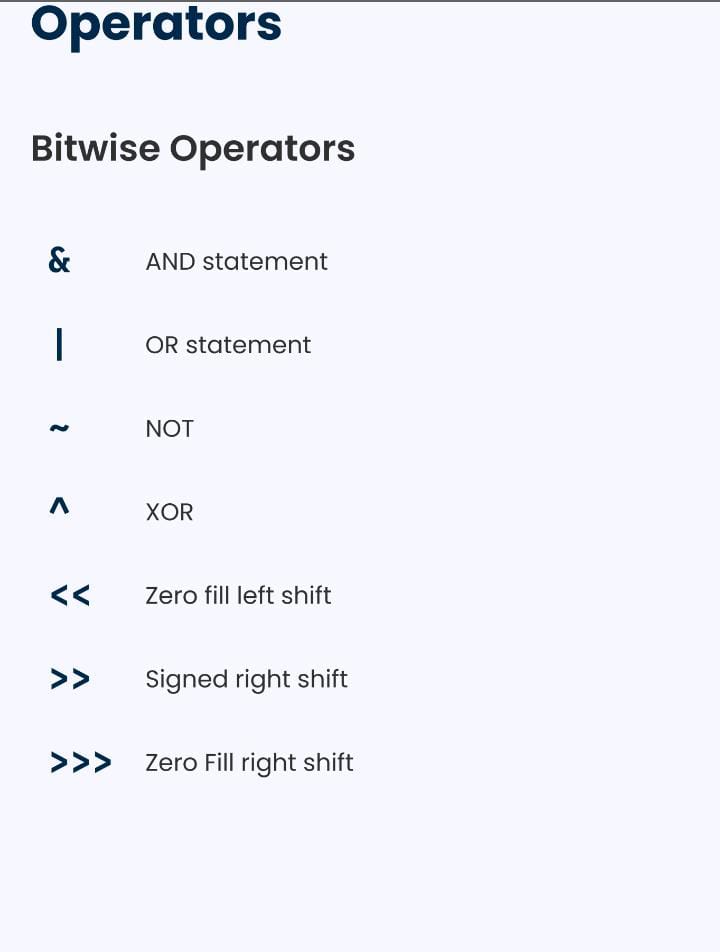 Operators
Bitwise Operators
& AND statement
| OR statement
~ NOT
^ XOR
<< Zero fill left shift
>> Signed right shift
>>> Zero Fill right shift